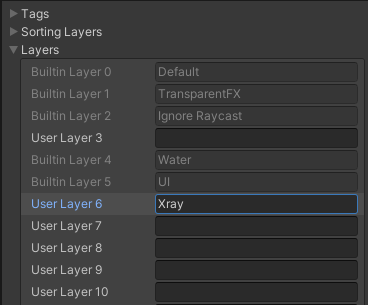 Tags
Sorting Layers
Layers
Builtin Layer 0 Default
Builtin Layer 1 TransparentFX
Builtin Layer 2 Ignore Raycast
User Layer 3
Builtin Layer 4 Water
Builtin Layer 5 UI
User Layer 6 Xray
User Layer 7
User Layer 8
User Layer 9
User Layer 10